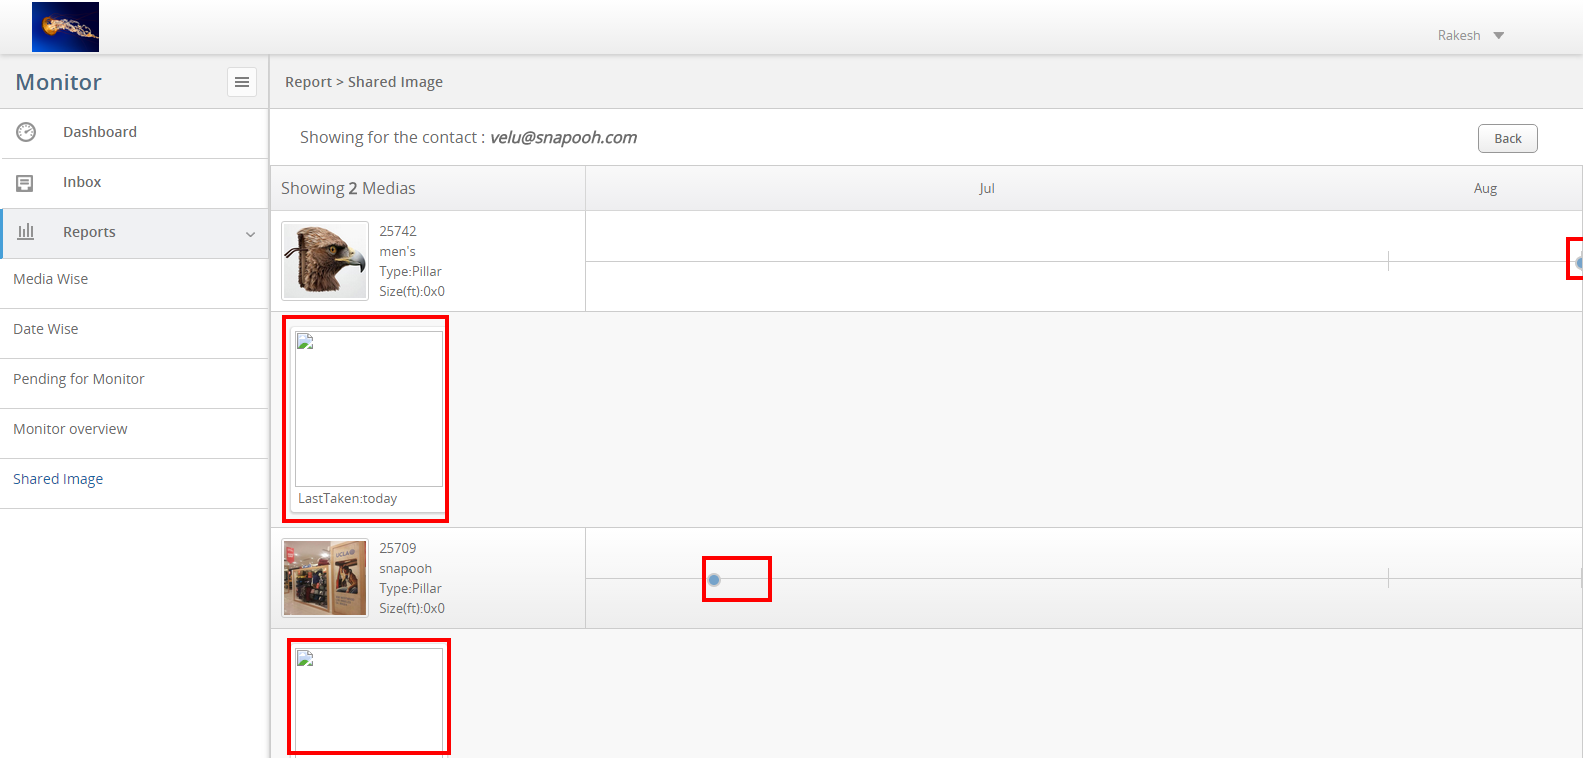 Rakesh
Monitor
Report > Shared Image
Dashboard
Showing for the contact : velu@snapooh.com
Back
Inbox
Showing 2 Medias
Jul
Aug
Reports
25742
men's
Type:Pillar
Size(ft):0x0
Media Wise
Date Wise
Pending for Monitor
Monitor overview
Shared Image
LastTaken:today
UCLA
25709
snapooh
Type:Pillar
Size(ft):0x0